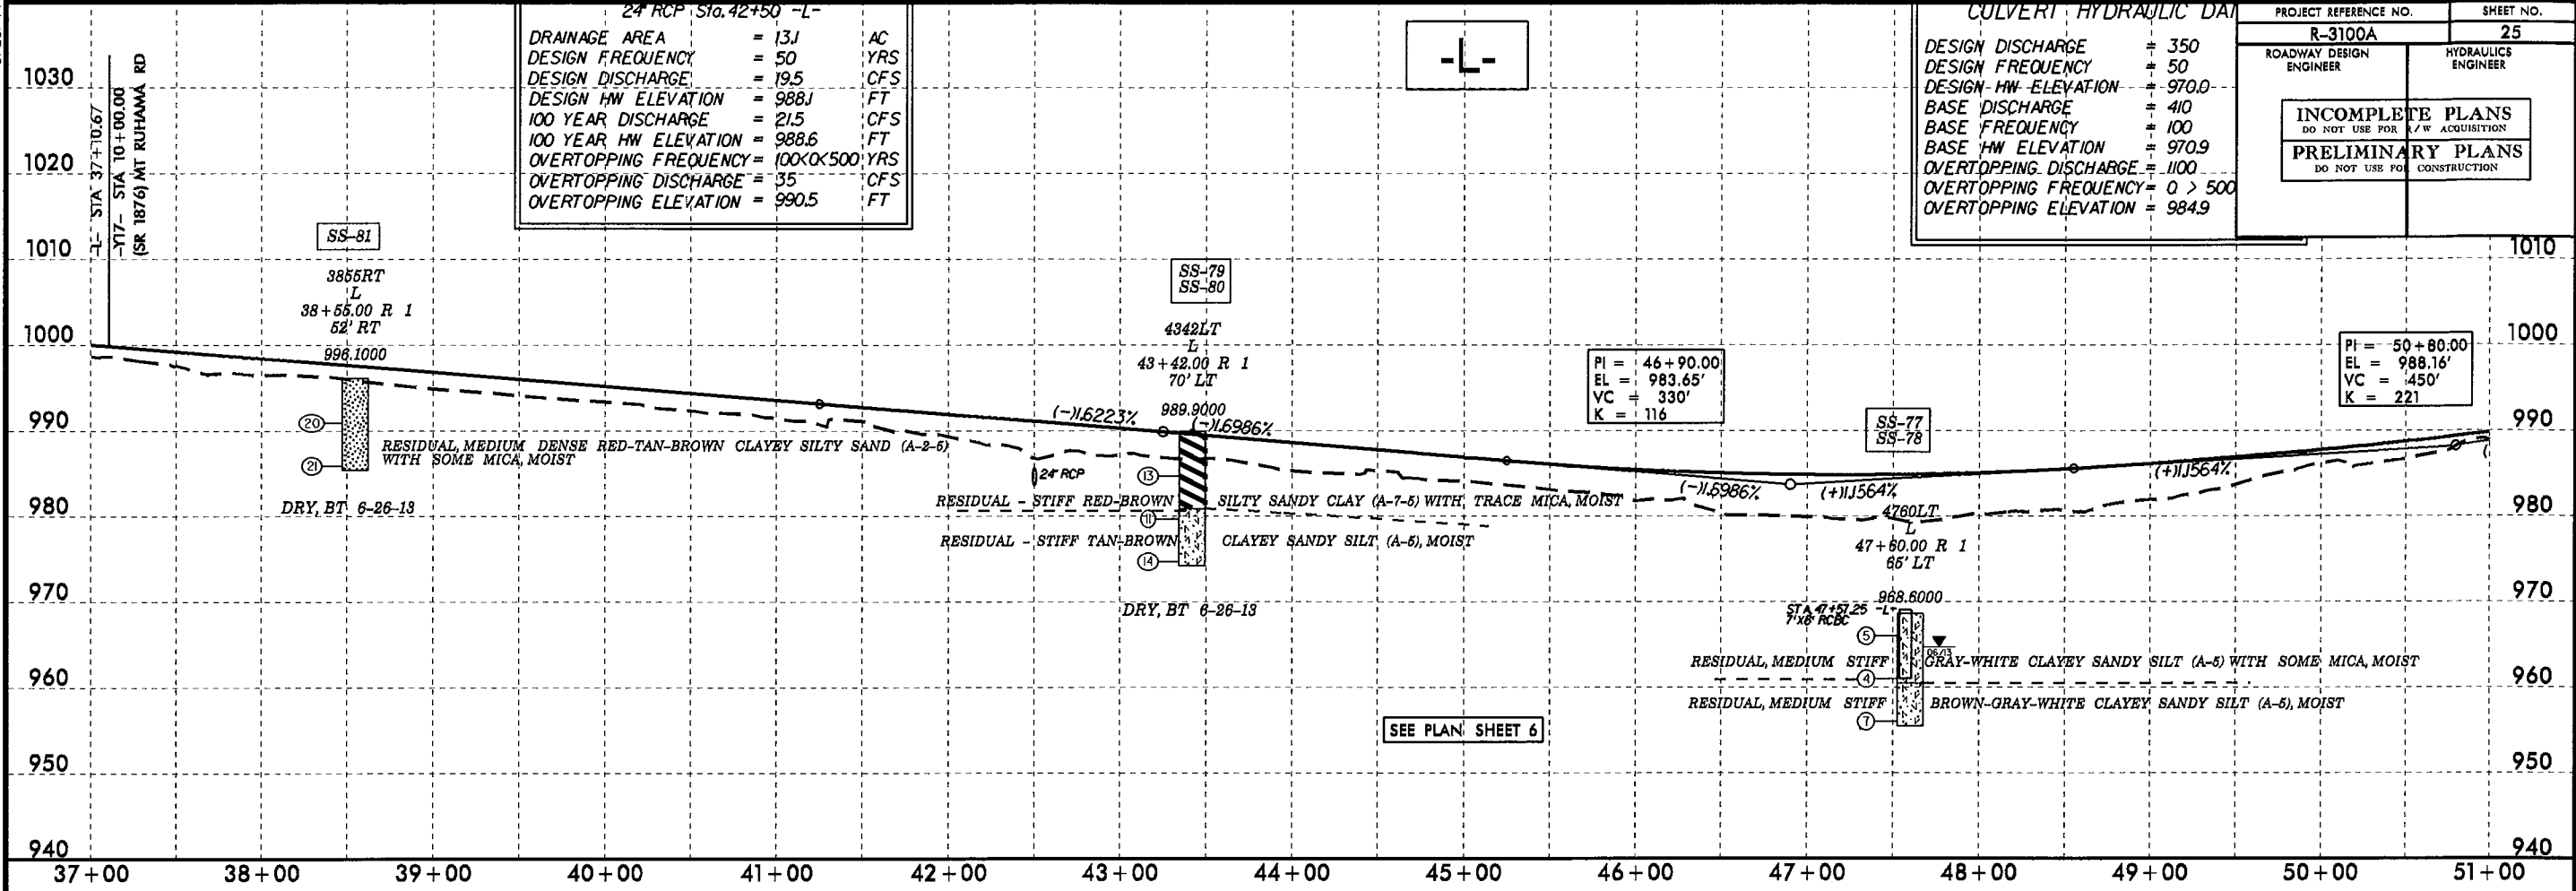 24" RCP Sta. 42+50 -L-
DRAINAGE AREA = 13.1 AC
DESIGN FREQUENCY = 50 YRS
DESIGN DISCHARGE = 19.5 CFS
DESIGN HW ELEVATION = 988.1 FT
100 YEAR DISCHARGE = 21.5 CFS
100 YEAR HW ELEVATION = 988.6 FT
OVERTOPPING FREQUENCY = 100<Q<500 YRS
OVERTOPPING DISCHARGE = 35 CFS
OVERTOPPING ELEVATION = 990.5 FT
-L-
CULVERT HYDRAULIC DAT
DESIGN DISCHARGE = 350
DESIGN FREQUENCY = 50
DESIGN HW ELEVATION = 970.0
BASE DISCHARGE = 410
BASE FREQUENCY = 100
BASE HW ELEVATION = 970.9
OVERTOPPING DISCHARGE = 1100
OVERTOPPING FREQUENCY = Q > 500
OVERTOPPING ELEVATION = 984.9
PROJECT REFERENCE NO. SHEET NO.
R-3100A 25
ROADWAY DESIGN ENGINEER
HYDRAULICS ENGINEER
INCOMPLETE PLANS
DO NOT USE FOR R/W ACQUISITION
PRELIMINARY PLANS
DO NOT USE FOR CONSTRUCTION
-L- STA 37+10.67
-Y17- STA 10+00.00
(SR 1876) MT RUHAMA RD
1030
1020
1010 1010
1000 1000
990 990
980 980
970 970
960 960
950 950
940 940
SS-81
3855RT
L
38+55.00 R 1
52' RT
996.1000
20
21
RESIDUAL, MEDIUM DENSE RED-TAN-BROWN CLAYEY SILTY SAND (A-2-5)
WITH SOME MICA, MOIST
DRY, BT 6-26-13
SS-79
SS-80
4342LT
L
43+42.00 R 1
70' LT
989.9000
(-)1.6223%
(-)1.6986%
24" RCP
13
RESIDUAL - STIFF RED-BROWN SILTY SANDY CLAY (A-7-5) WITH TRACE MICA, MOIST
11
RESIDUAL - STIFF TAN-BROWN CLAYEY SANDY SILT (A-5), MOIST
14
DRY, BT 6-26-13
PI = 46+90.00
EL = 983.65'
VC = 330'
K = 116
(-)1.6986%
(+)1.1564%
SS-77
SS-78
4760LT
L
47+60.00 R 1
65' LT
968.6000
STA 47+57.25 -L-
7'X8' RCBC
5
06/13
RESIDUAL, MEDIUM STIFF GRAY-WHITE CLAYEY SANDY SILT (A-5) WITH SOME MICA, MOIST
4
RESIDUAL, MEDIUM STIFF BROWN-GRAY-WHITE CLAYEY SANDY SILT (A-5), MOIST
7
PI = 50+80.00
EL = 988.16'
VC = 450'
K = 221
(+)1.1564%
SEE PLAN SHEET 6
37+00 38+00 39+00 40+00 41+00 42+00 43+00 44+00 45+00 46+00 47+00 48+00 49+00 50+00 51+00